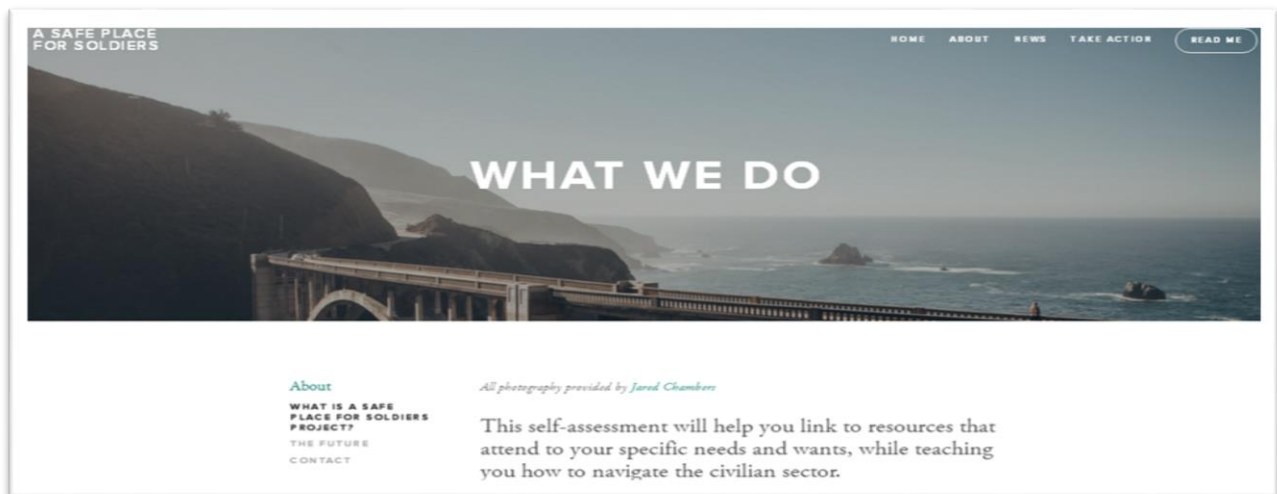 A SAFE PLACE
FOR SOLDIERS
HOME ABOUT NEWS TAKE ACTION READ ME
WHAT WE DO
About
WHAT IS A SAFE
PLACE FOR SOLDIERS
PROJECT?
THE FUTURE
CONTACT
All photography provided by Jared Chambers
This self-assessment will help you link to resources that
attend to your specific needs and wants, while teaching
you how to navigate the civilian sector.